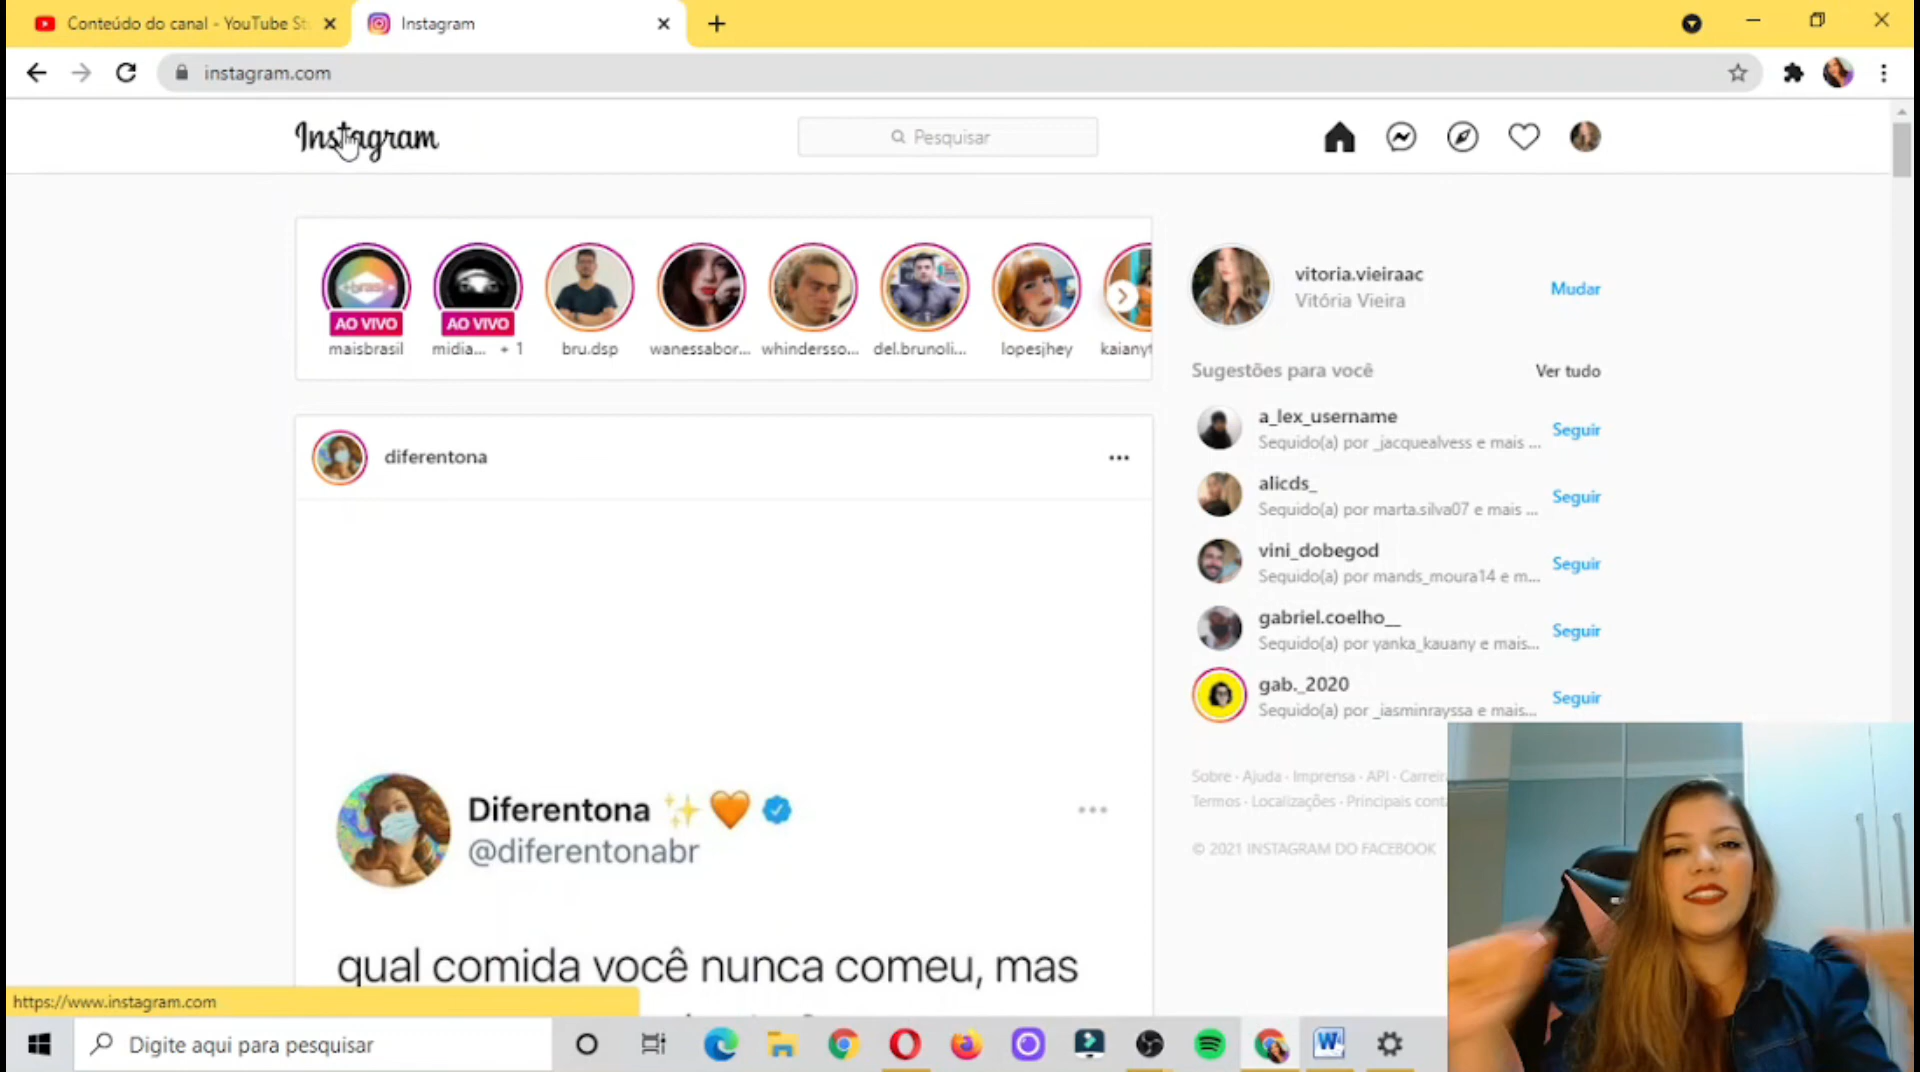 Conteúdo do canal - YouTube St
Instagram
instagram.com
Instagram
Pesquisar
AO VIVO
AO VIVO
maisbrasil
midia... + 1
bru.dsp
wanessabor...
whindersso...
del.brunoli...
lopesjhey
kaianyt
vitoria.vieiraac
Vitória Vieira
Mudar
Sugestões para você
Ver tudo
a_lex_username
Seguido(a) por _jacquealvess e mais ...
Seguir
alicds_
Seguido(a) por marta.silva07 e mais ...
Seguir
vini_dobegod
Seguido(a) por mands_moura14 e m...
Seguir
gabriel.coelho__
Seguido(a) por yanka_kauany e mais...
Seguir
gab._2020
Seguido(a) por _iasminrayssa e mais...
Seguir
Sobre · Ajuda · Imprensa · API · Carreir
Termos · Localizações · Principais cont
© 2021 INSTAGRAM DO FACEBOOK
diferentona
Diferentona
@diferentonabr
qual comida você nunca comeu, mas
https://www.instagram.com
Digite aqui para pesquisar